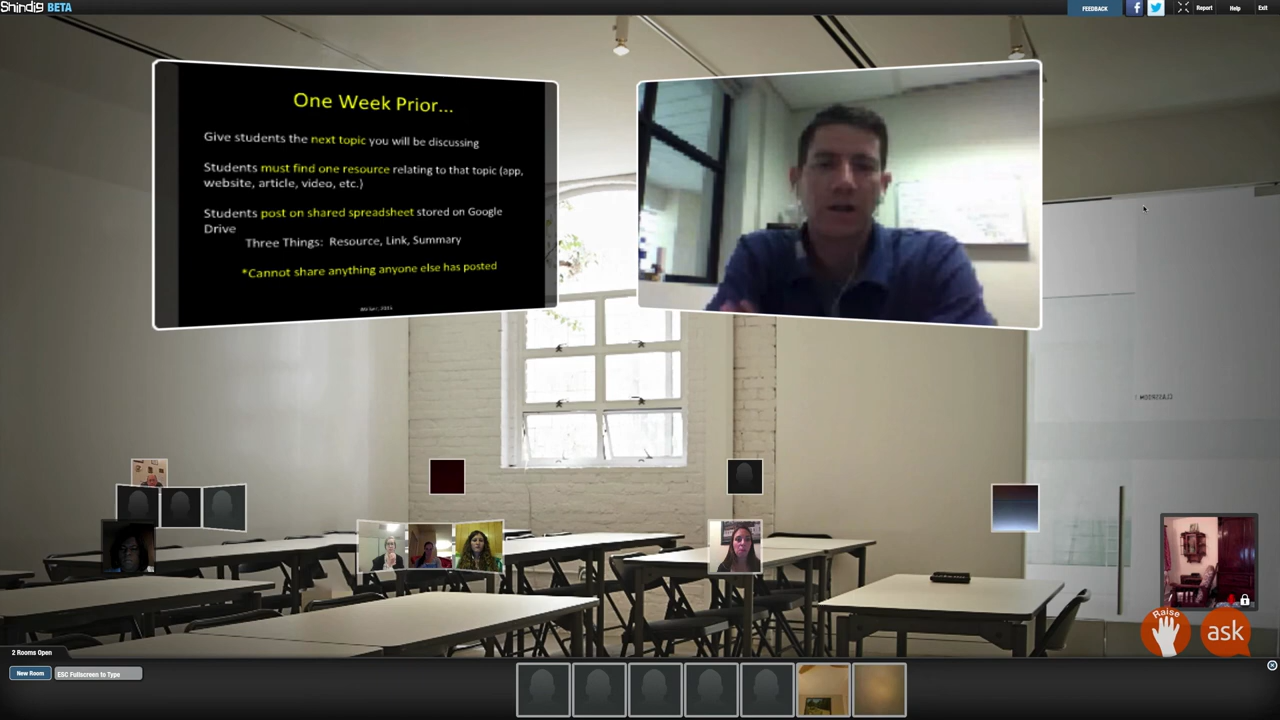 Shindig BETA
FEEDBACK
Report
Help
Exit
One Week Prior...
Give students the next topic you will be discussing
Students must find one resource relating to that topic (app,
website, article, video, etc.)
Students post on shared spreadsheet stored on Google
Drive
Three Things: Resource, Link, Summary
*Cannot share anything anyone else has posted
CLASSROOM
Raise
ask
2 Rooms Open
New Room
ESC Fullscreen to Type